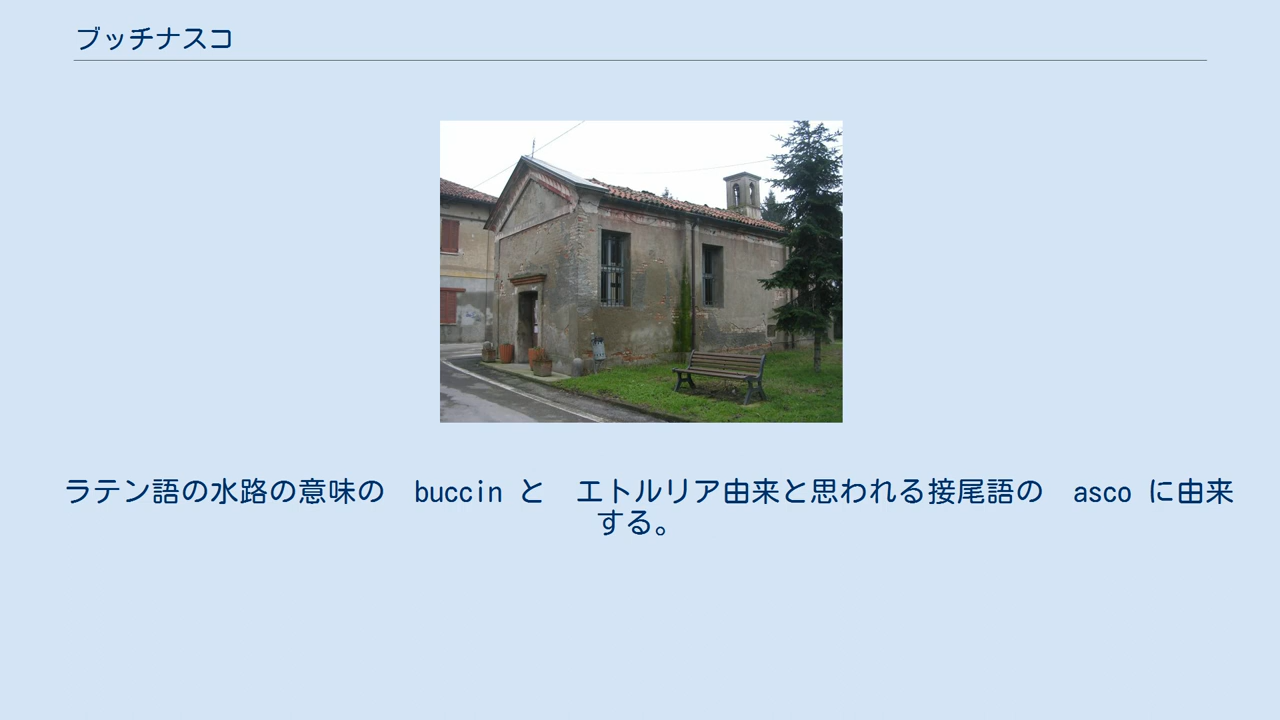 ブッチナスコ
ラテン語の水路の意味の　buccin と　エトルリア由来と思われる接尾語の　asco に由来
する。